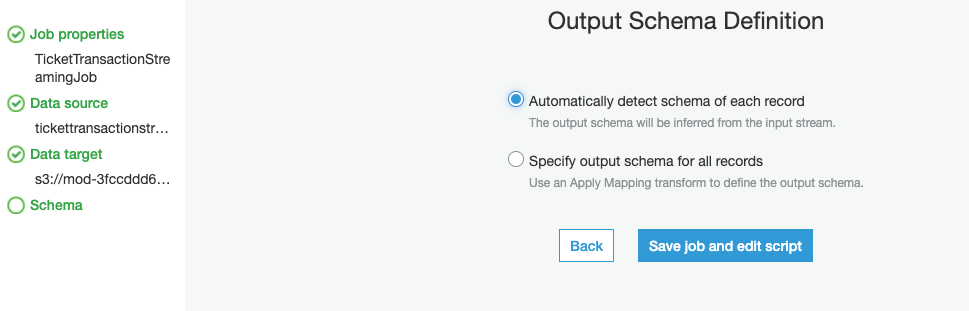 Job properties
TicketTransactionStre
amingJob
Data source
tickettransactionstr...
Data target
s3://mod-3fccddd6...
Schema
Output Schema Definition
Automatically detect schema of each record
The output schema will be inferred from the input stream.
Specify output schema for all records
Use an Apply Mapping transform to define the output schema.
Back
Save job and edit script